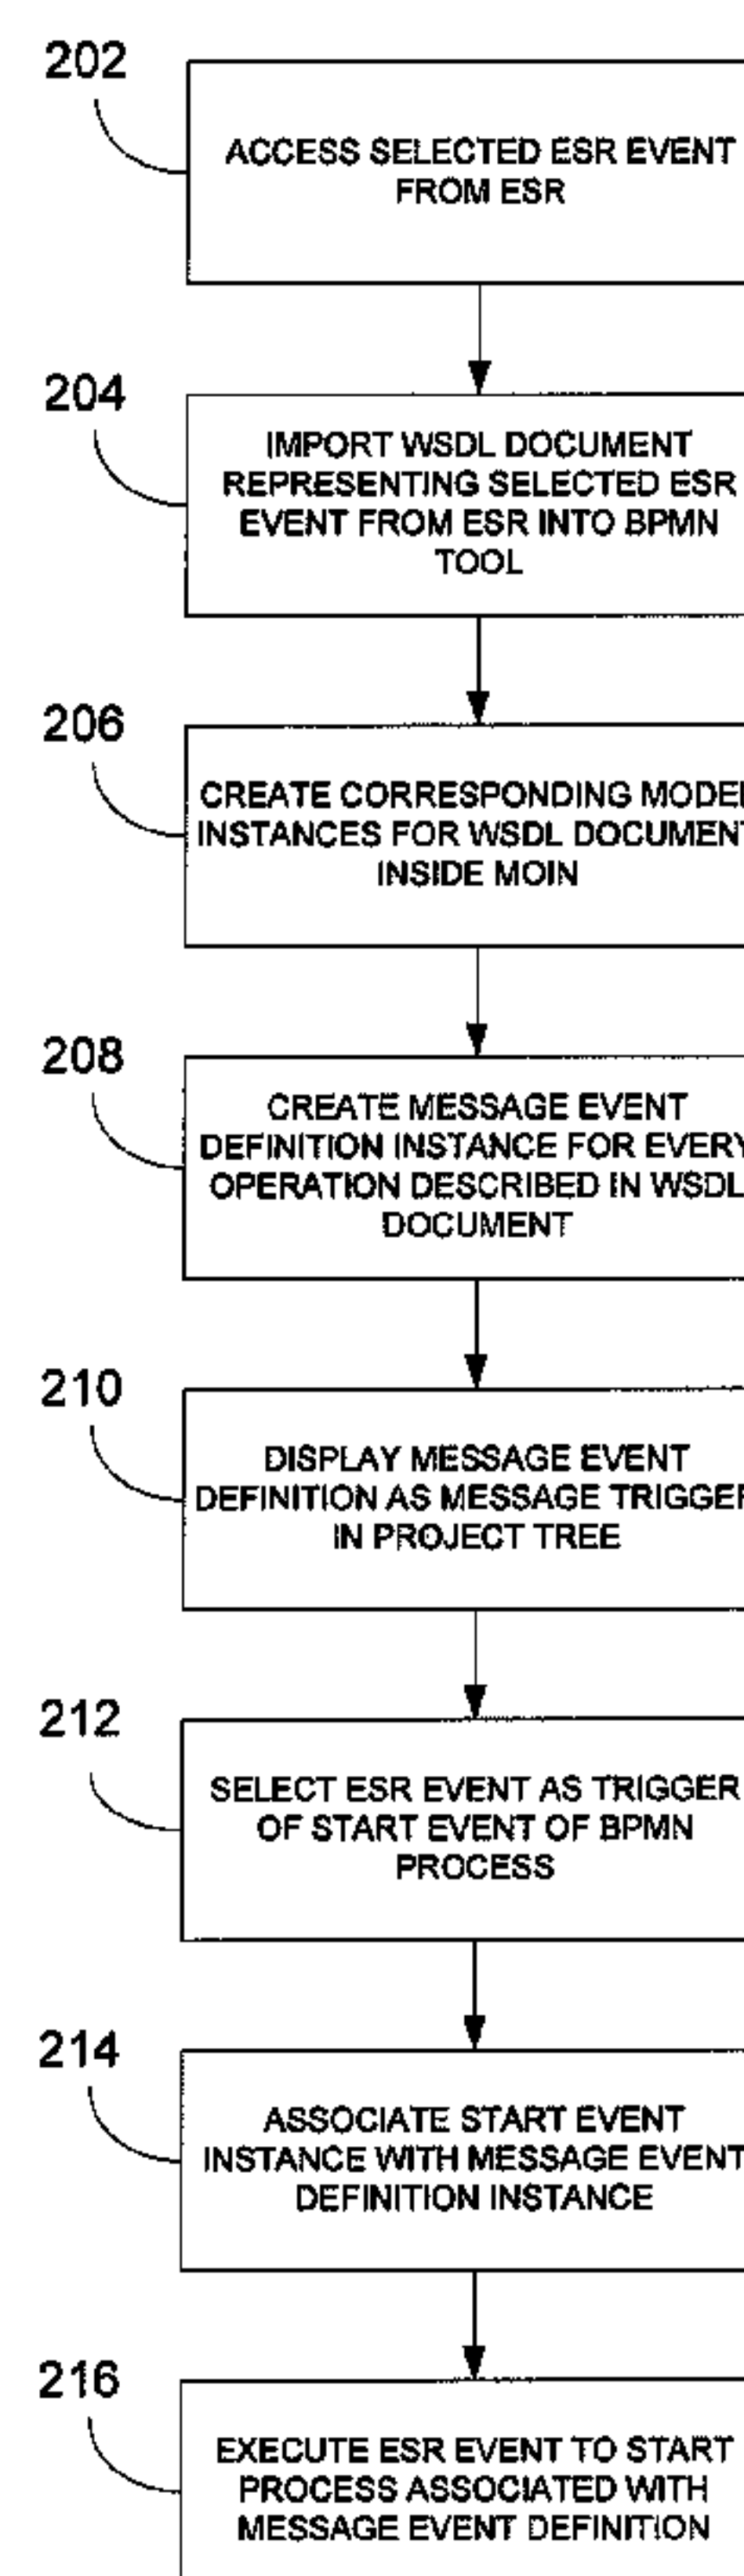 202
ACCESS SELECTED ESR EVENT
FROM ESR
204
IMPORT WSDL DOCUMENT
REPRESENTING SELECTED ESR
EVENT FROM ESR INTO BPMN
TOOL
206
CREATE CORRESPONDING MODEL
INSTANCES FOR WSDL DOCUMENT
INSIDE MOIN
208
CREATE MESSAGE EVENT
DEFINITION INSTANCE FOR EVERY
OPERATION DESCRIBED IN WSDL
DOCUMENT
210
DISPLAY MESSAGE EVENT
DEFINITION AS MESSAGE TRIGGER
IN PROJECT TREE
212
SELECT ESR EVENT AS TRIGGER
OF START EVENT OF BPMN
PROCESS
214
ASSOCIATE START EVENT
INSTANCE WITH MESSAGE EVENT
DEFINITION INSTANCE
216
EXECUTE ESR EVENT TO START
PROCESS ASSOCIATED WITH
MESSAGE EVENT DEFINITION